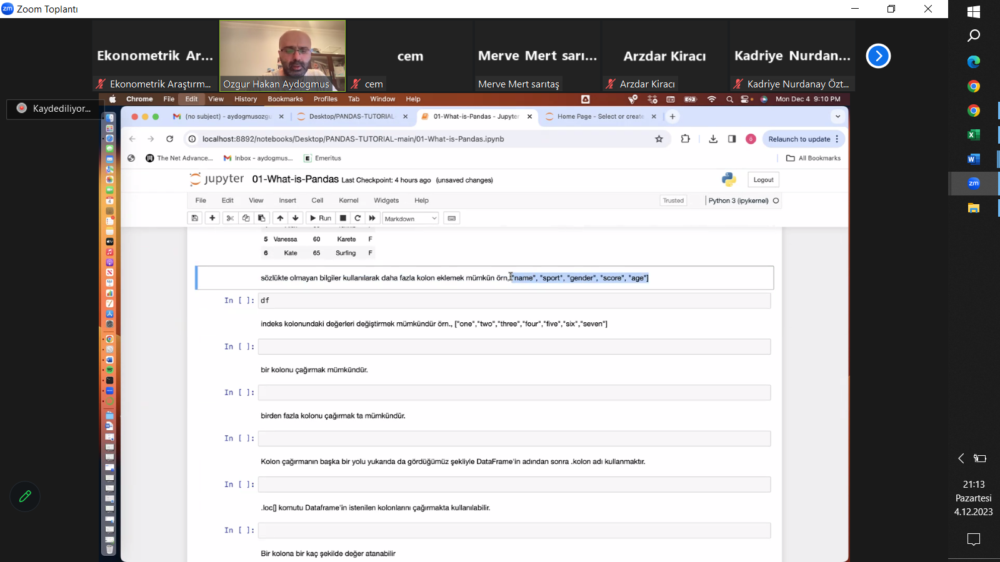 Zoom Toplantı
Ekonometrik Ar...
cem
Merve Mert sarı...
Arzdar Kiracı
Kadriye Nurdan...
Ekonometrik Araştırm...
Ozgur Hakan Aydogmus
cem
Merve Mert sarıtaş
Arzdar Kiracı
Kadriye Nurdanay Özt...
Kaydediliyor...
Chrome File Edit View History Bookmarks Profiles Tab Window Help
Mon Dec 4 9:10 PM
(no subject) - aydogmusozgu
Desktop/PANDAS-TUTORIAL-
01-What-is-Pandas - Jupyter
Home Page - Select or create
localhost:8892/notebooks/Desktop/PANDAS-TUTORIAL-main/01-What-is-Pandas.ipynb
ö
Relaunch to update
The Net Advance...
Inbox - aydogmus...
Emeritus
All Bookmarks
jupyter 01-What-is-Pandas Last Checkpoint: 4 hours ago (unsaved changes)
Logout
File Edit View Insert Cell Kernel Widgets Help
Trusted
Python 3 (ipykernel)
Run
Markdown
5 Vanessa 60 Karete F
6 Kate 65 Surfing F
sözlükte olmayan bilgiler kullanılarak daha fazla kolon eklemek mümkün örn. "name", "sport", "gender", "score", "age"]
In [ ]: df
indeks kolonundaki değerleri değiştirmek mümkündür örn., ["one","two","three","four","five","six","seven"]
In [ ]:
bir kolonu çağırmak mümkündür.
In [ ]:
birden fazla kolonu çağırmak ta mümkündür.
In [ ]:
Kolon çağırmanın başka bir yolu yukarıda da gördüğümüz şekliyle DataFrame'in adından sonra .kolon adı kullanmaktır.
In [ ]:
.loc[] komutu Dataframe'in istenilen kolonlarını çağırmakta kullanılabilir.
In [ ]:
Bir kolona bir kaç şekilde değer atanabilir
21:13
Pazartesi
4.12.2023